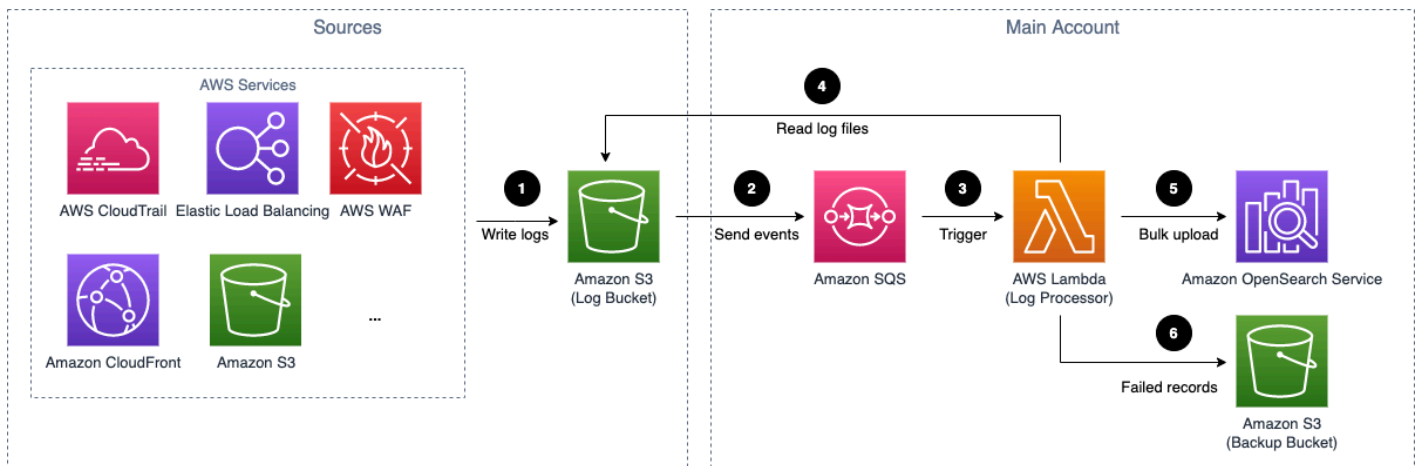 Sources
Main Account
AWS Services
AWS CloudTrail
Elastic Load Balancing
AWS WAF
Amazon CloudFront
Amazon S3
...
1
Write logs
Amazon S3
(Log Bucket)
4
Read log files
2
Send events
Amazon SQS
3
Trigger
AWS Lambda
(Log Processor)
5
Bulk upload
Amazon OpenSearch Service
6
Failed records
Amazon S3
(Backup Bucket)